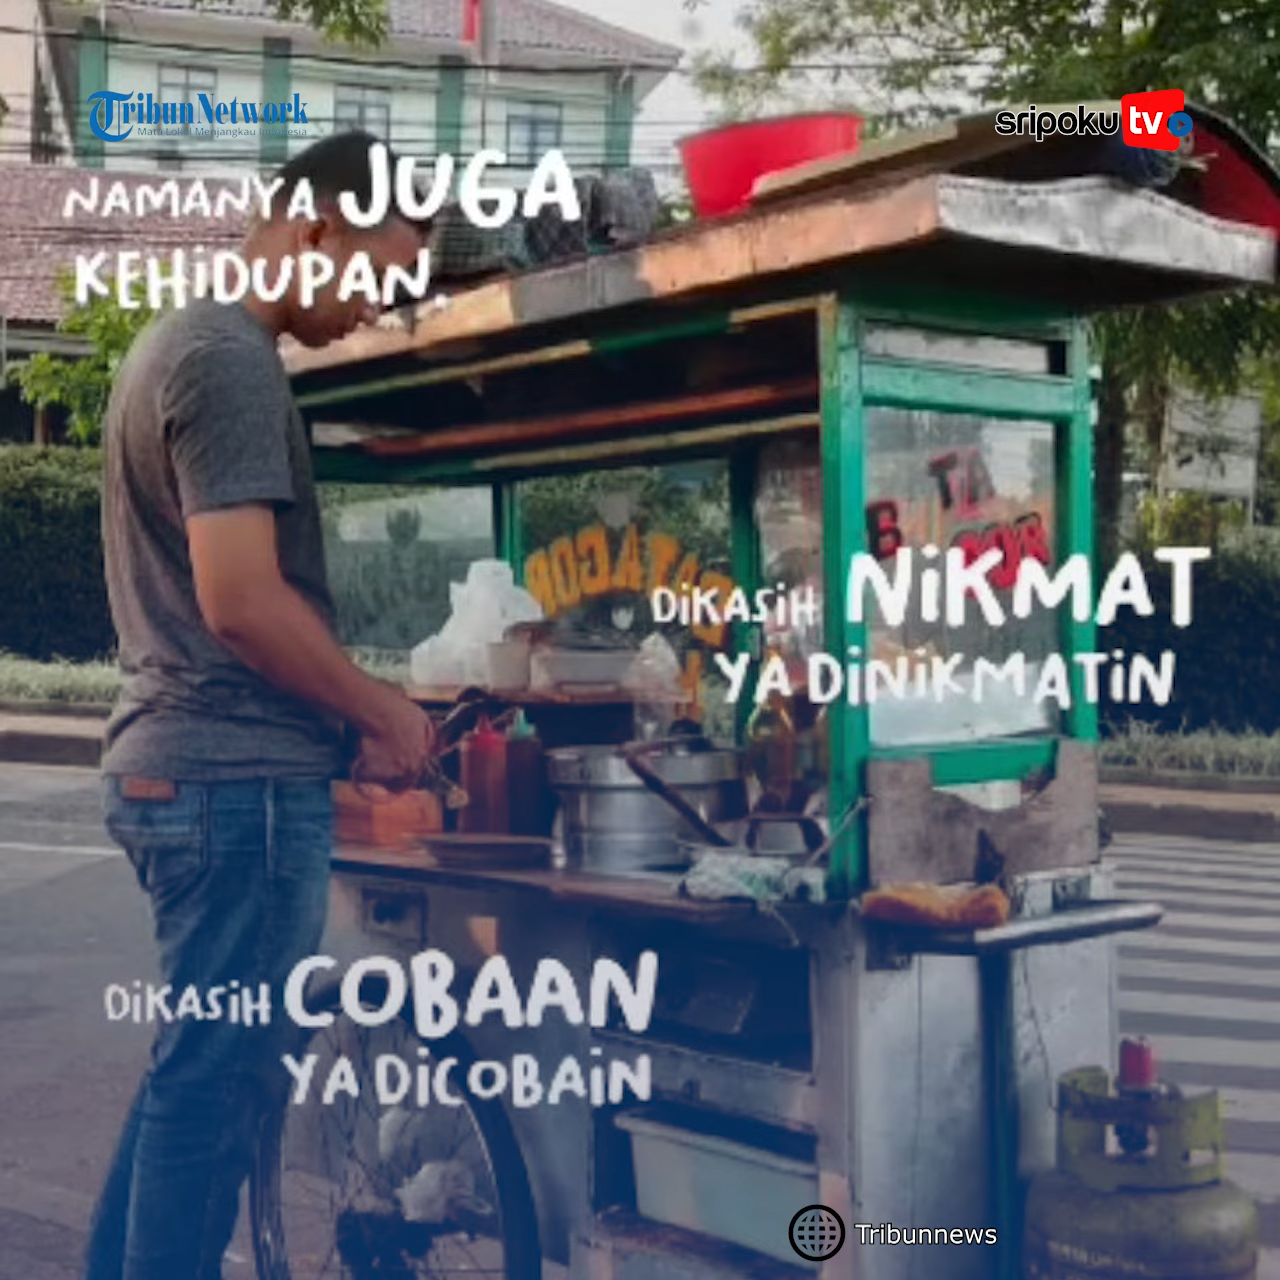 TribunNetwork
Mata Lokal Menjangkau Indonesia
sripoku tv
NAMANYA JUGA
KEHiDUPAN.
DiKASiH NiKMAT
YA DiNiKMATiN
DiKASiH COBAAN
YA DiCOBAiN
Tribunnews